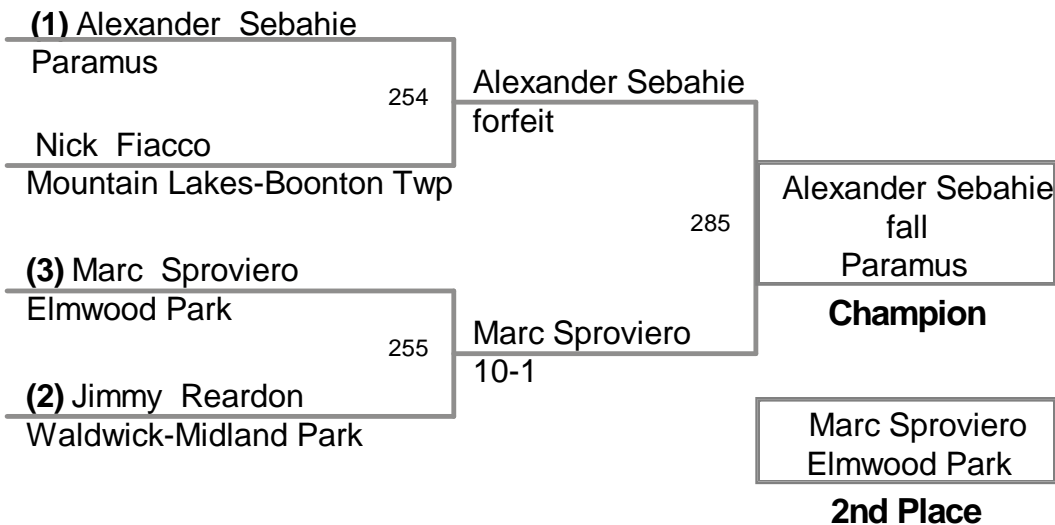 (1) Alexander Sebahie
Paramus
254
Nick Fiacco
Mountain Lakes-Boonton Twp
Alexander Sebahie
forfeit
(3) Marc Sproviero
Elmwood Park
255
(2) Jimmy Reardon
Waldwick-Midland Park
Marc Sproviero
10-1
285
Alexander Sebahie
fall
Paramus
Champion
Marc Sproviero
Elmwood Park
2nd Place